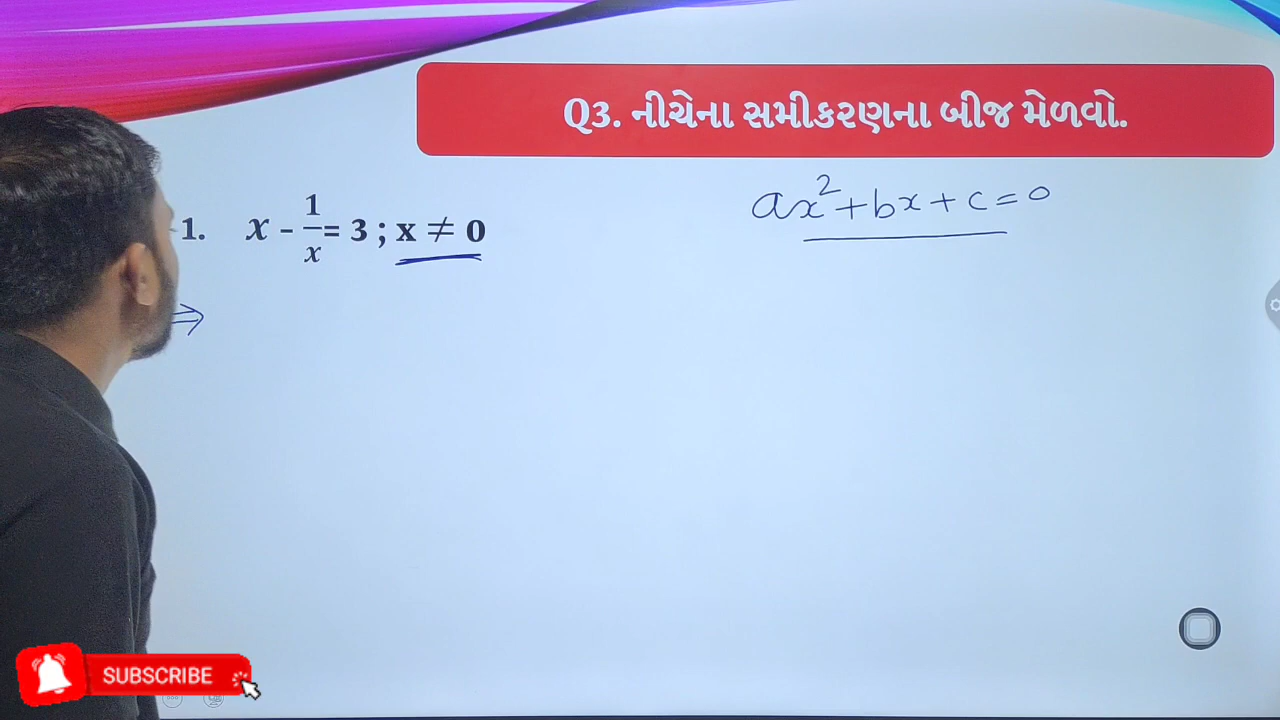 Q3. નીચેના સમીકરણના બીજ મેળવો.
1. x - 1/x = 3 ; x ≠ 0
ax²+bx+c=0
⇒
SUBSCRIBE